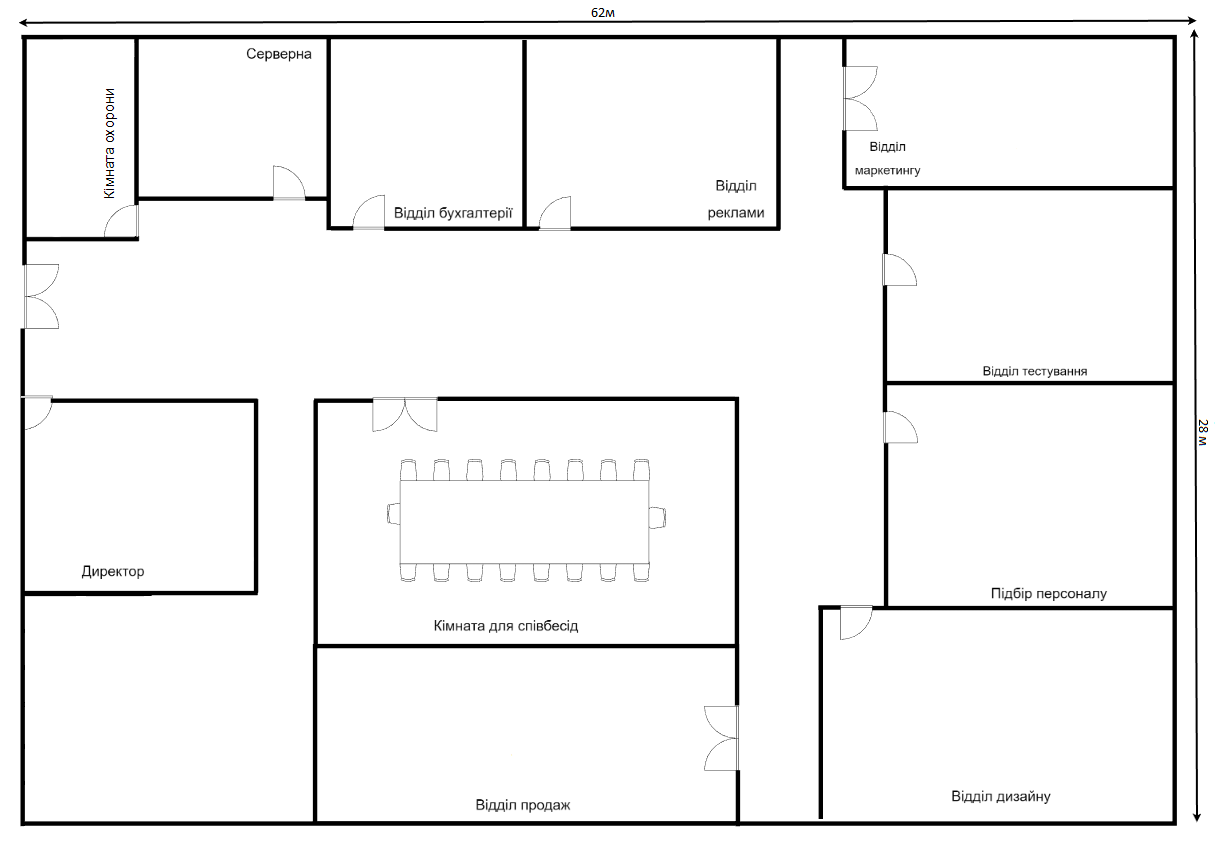 62м
Серверна
Кімната охорони
Відділ
маркетингу
Відділ
реклами
Відділ бухгалтерії
Відділ тестування
28 м
Директор
Підбір персоналу
Кімната для співбесід
Відділ дизайну
Відділ продаж